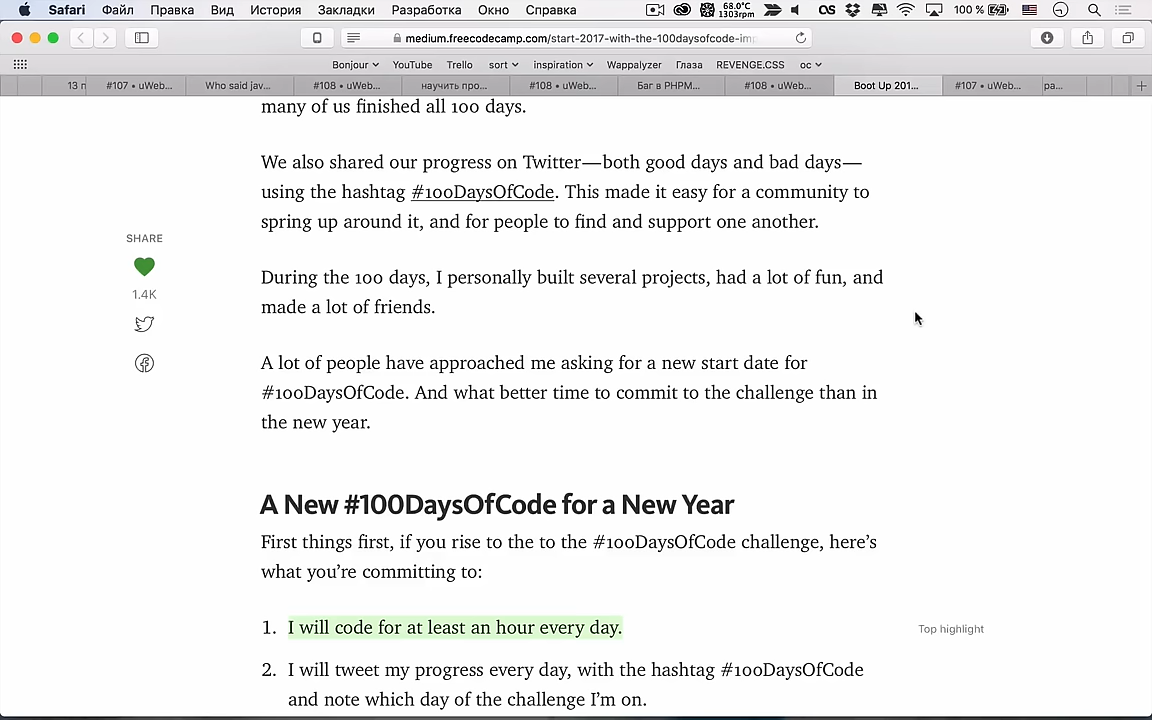 Safari Файл Правка Вид История Закладки Разработка Окно Справка 68.0°C 1303rpm 100 %
medium.freecodecamp.com/start-2017-with-the-100daysofcode-im
Bonjour YouTube Trello sort inspiration Wappalyzer Глаза REVENGE.CSS ос
13 п #107 • uWeb... Who said jav... #108 • uWeb... научить про... #108 • uWeb... Баг в PHPM... #108 • uWeb... Boot Up 201... #107 • uWeb... ра...
many of us finished all 100 days.
We also shared our progress on Twitter—both good days and bad days—
using the hashtag #100DaysOfCode. This made it easy for a community to
spring up around it, and for people to find and support one another.
SHARE
1.4K
During the 100 days, I personally built several projects, had a lot of fun, and
made a lot of friends.
A lot of people have approached me asking for a new start date for
#100DaysOfCode. And what better time to commit to the challenge than in
the new year.
A New #100DaysOfCode for a New Year
First things first, if you rise to the to the #100DaysOfCode challenge, here's
what you're committing to:
1. I will code for at least an hour every day.
Top highlight
2. I will tweet my progress every day, with the hashtag #100DaysOfCode
and note which day of the challenge I'm on.